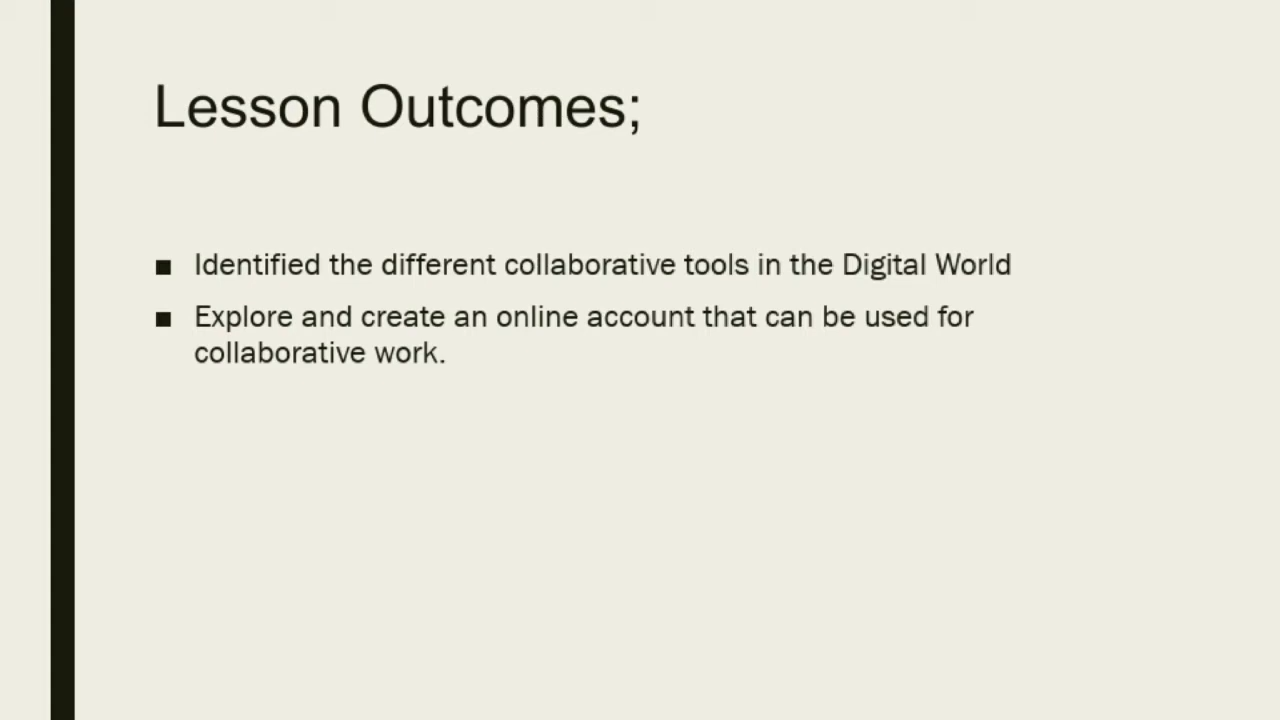 Lesson Outcomes;
■ Identified the different collaborative tools in the Digital World
■ Explore and create an online account that can be used for
collaborative work.